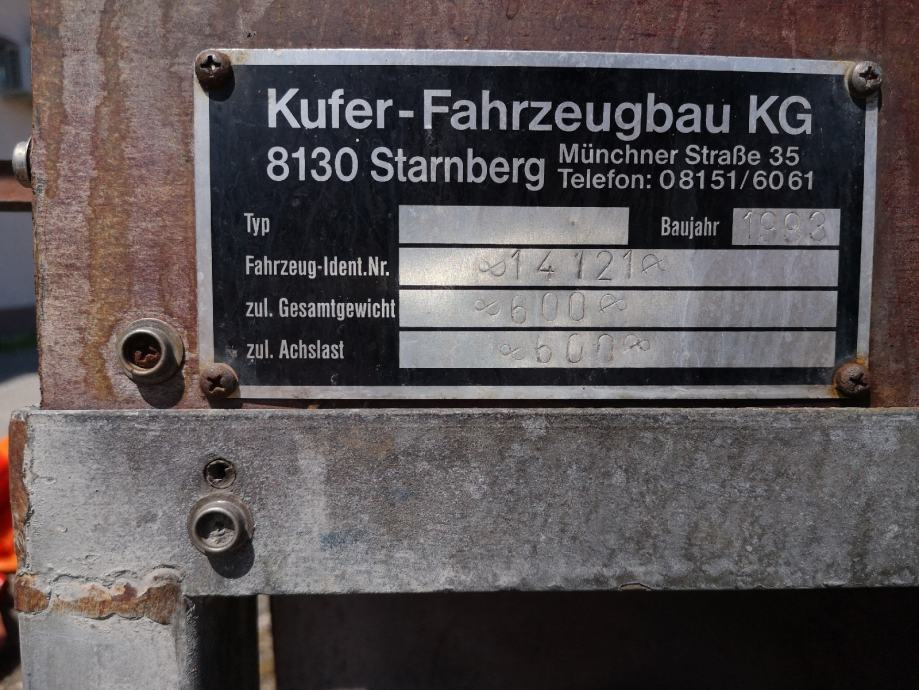 Kufer-Fahrzeugbau KG
8130 Starnberg Münchner Straße 35
Telefon: 08151/6061
Typ
Baujahr 1993
Fahrzeug-Ident.Nr. 14121
zul. Gesamtgewicht 600
zul. Achslast 600